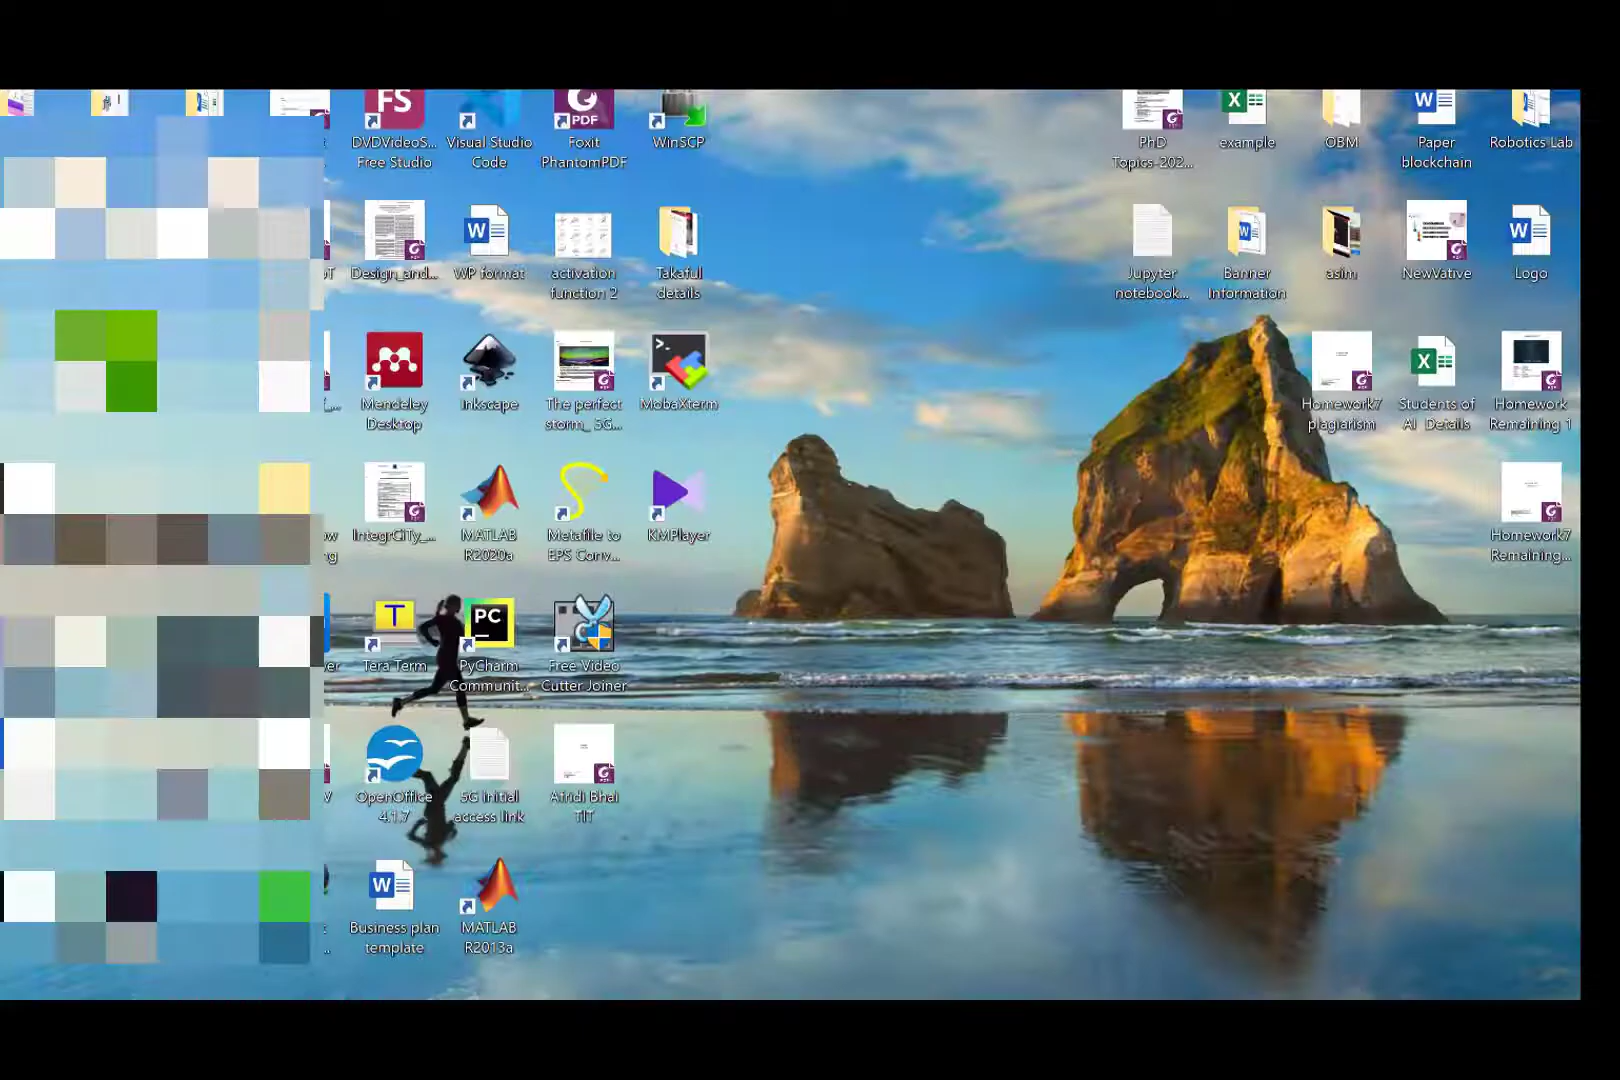 DVDVideoS...
Free Studio
Visual Studio
Code
Foxit
PhantomPDF
WinSCP
PhD
Topics-202...
example
OBM
Paper
blockchain
Robotics Lab
Design_and...
WP format
activation
function 2
Takaful
details
Jupyter
notebook...
Banner
Information
asim
NewVative
Logo
Mendeley
Desktop
Inkscape
The perfect
storm_ 5G...
MobaXterm
Homework7
plagiarism
Students of
AI Details
Homework
Remaining 1
IntegrCiTy_...
MATLAB
R2020a
Metafile to
EPS Conv...
KMPlayer
Homework7
Remaining...
Tera Term
PyCharm
Communit...
Free Video
Cutter Joiner
OpenOffice
4.1.7
5G initial
access link
Afridi Bhai
TIT
Business plan
template
MATLAB
R2013a